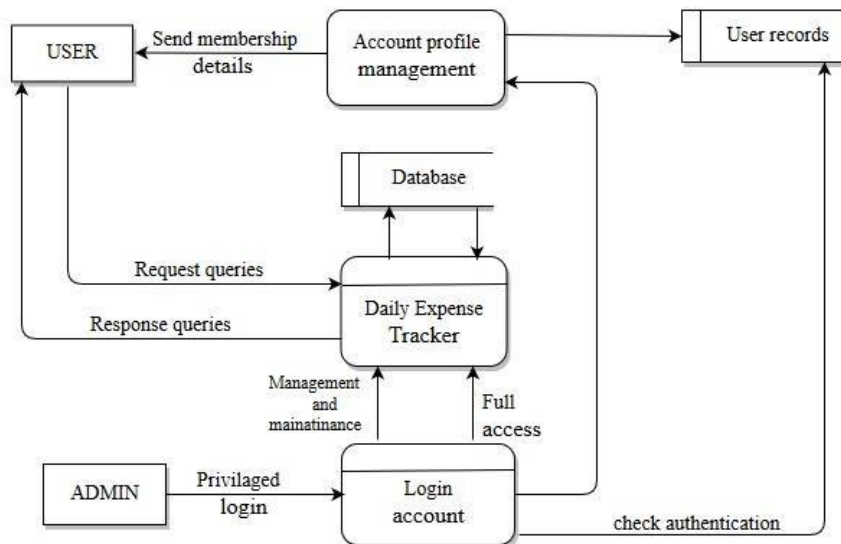 USER
Send membership
details
Account profile
management
User records
Database
Request queries
Daily Expense
Tracker
Response queries
Management
and
mainatinance
Full
access
ADMIN
Privilaged
login
Login
account
check authentication